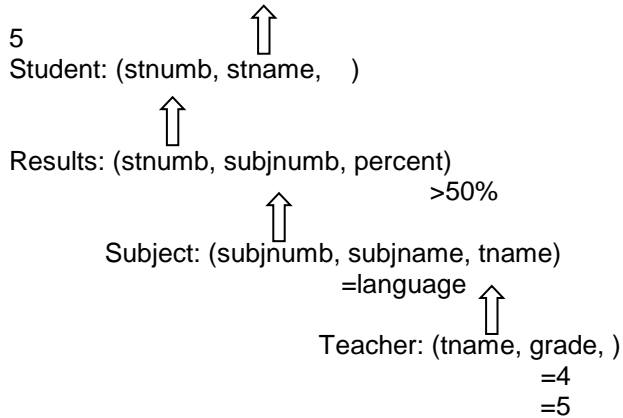 5
Student: (stnumb, stname, )
Results: (stnumb, subjnumb, percent)
>50%
Subject: (subjnumb, subjname, tname)
=language
Teacher: (tname, grade, )
=4
=5